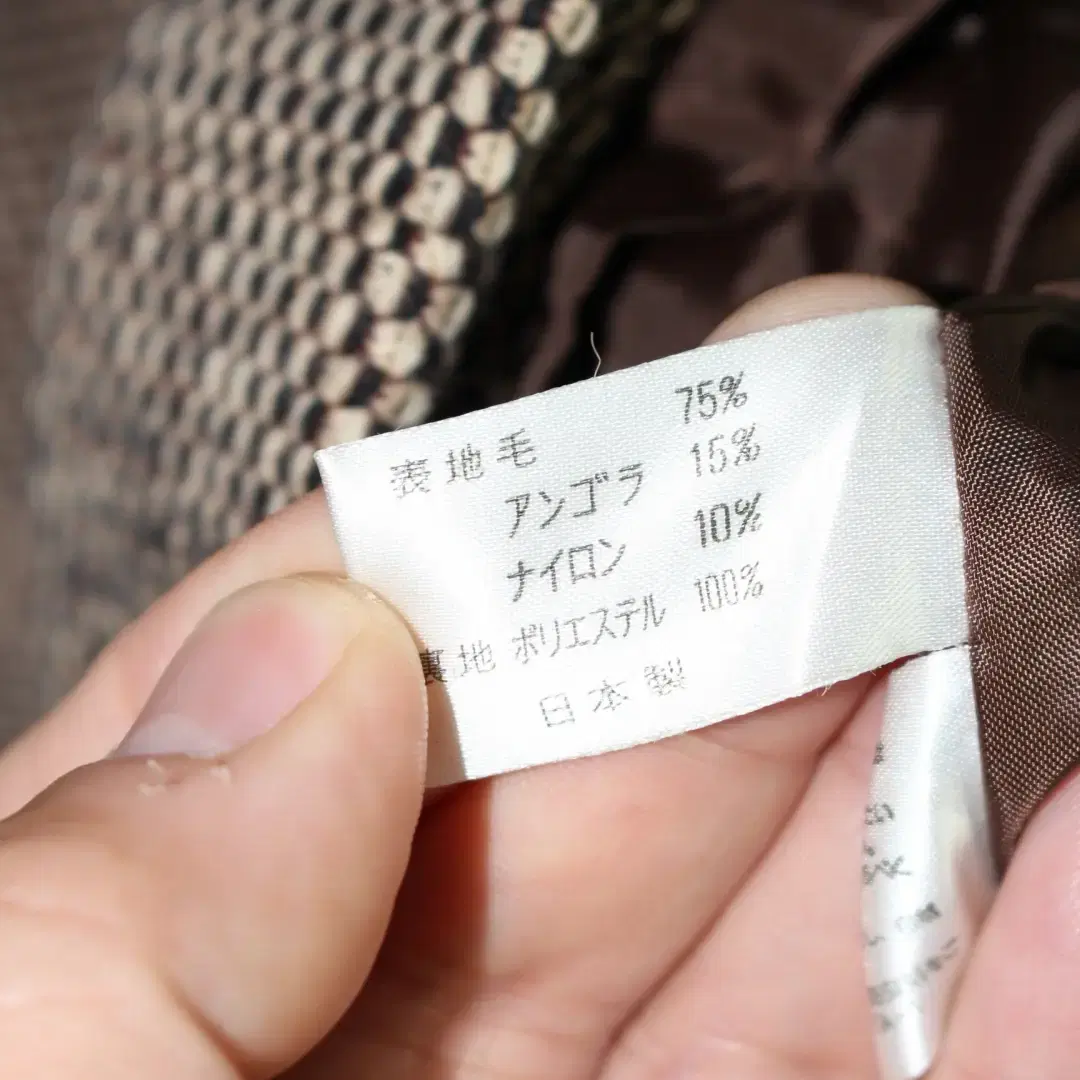 表地 毛 75%
アンゴラ 15%
ナイロン 10%
裏地 ポリエステル 100%
日本製